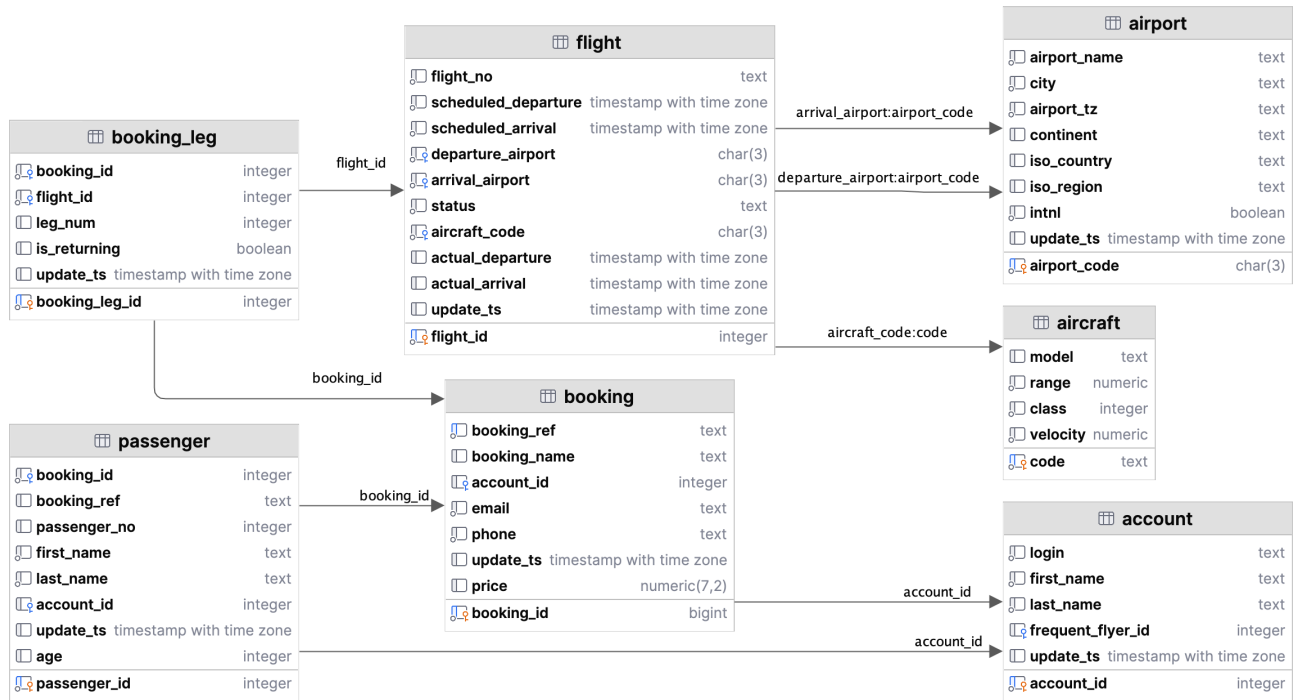 booking_leg
booking_id integer
flight_id integer
leg_num integer
is_returning boolean
update_ts timestamp with time zone
booking_leg_id integer
flight_id
flight
flight_no text
scheduled_departure timestamp with time zone
scheduled_arrival timestamp with time zone
departure_airport char(3)
arrival_airport char(3)
status text
aircraft_code char(3)
actual_departure timestamp with time zone
actual_arrival timestamp with time zone
update_ts timestamp with time zone
flight_id integer
arrival_airport:airport_code
departure_airport:airport_code
airport
airport_name text
city text
airport_tz text
continent text
iso_country text
iso_region text
intnl boolean
update_ts timestamp with time zone
airport_code char(3)
aircraft_code:code
aircraft
model text
range numeric
class integer
velocity numeric
code text
booking_id
passenger
booking_id integer
booking_ref text
passenger_no integer
first_name text
last_name text
account_id integer
update_ts timestamp with time zone
age integer
passenger_id integer
booking_id
booking
booking_ref text
booking_name text
account_id integer
email text
phone text
update_ts timestamp with time zone
price numeric(7,2)
booking_id bigint
account_id
account_id
account
login text
first_name text
last_name text
frequent_flyer_id integer
update_ts timestamp with time zone
account_id integer